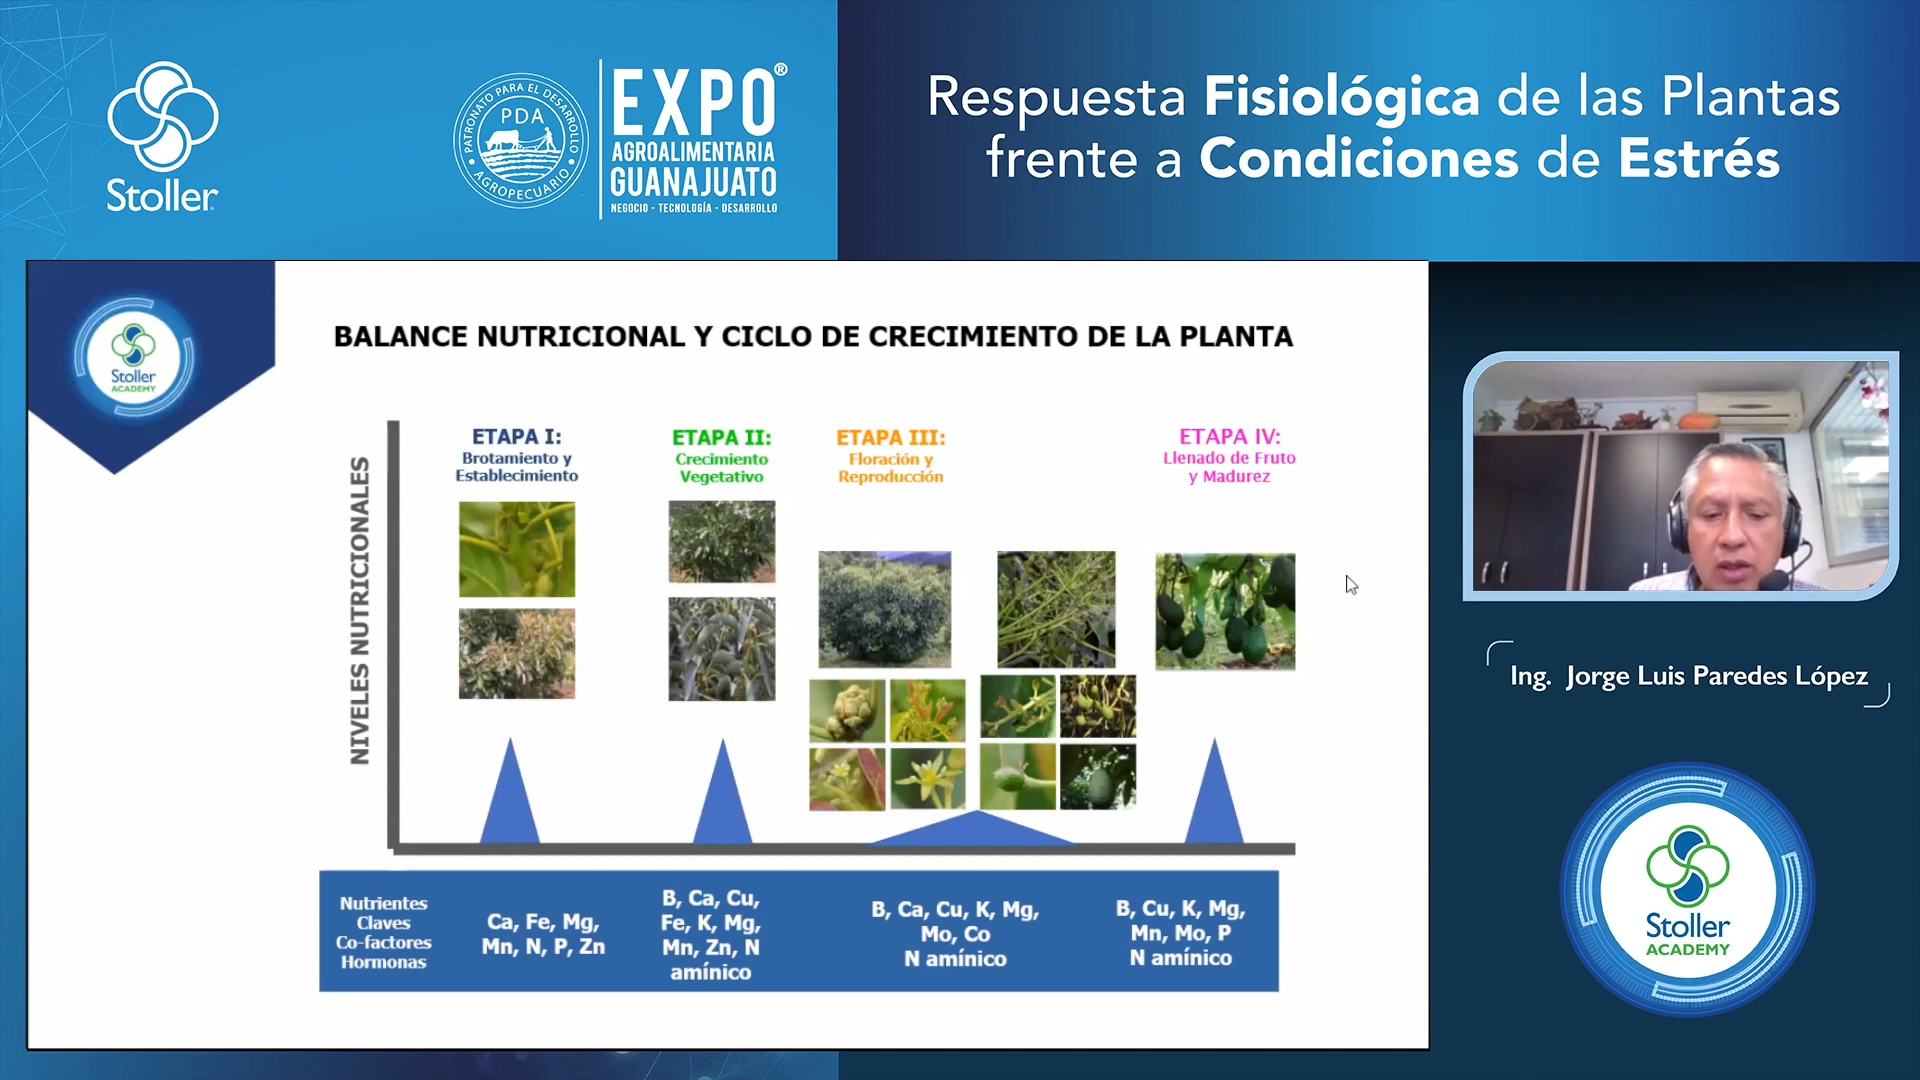 Stoller
PATRONATO PARA EL DESARROLLO
PDA
AGROPECUARIO
EXPO®
AGROALIMENTARIA
GUANAJUATO
NEGOCIO - TECNOLOGÍA - DESARROLLO
Respuesta Fisiológica de las Plantas
frente a Condiciones de Estrés
Stoller
ACADEMY
BALANCE NUTRICIONAL Y CICLO DE CRECIMIENTO DE LA PLANTA
NIVELES NUTRICIONALES
ETAPA I:
Brotamiento y
Establecimiento
ETAPA II:
Crecimiento
Vegetativo
ETAPA III:
Floración y
Reproducción
ETAPA IV:
Llenado de Fruto
y Madurez
Nutrientes
Claves
Co-factores
Hormonas
Ca, Fe, Mg,
Mn, N, P, Zn
B, Ca, Cu,
Fe, K, Mg,
Mn, Zn, N
amínico
B, Ca, Cu, K, Mg,
Mo, Co
N amínico
B, Cu, K, Mg,
Mn, Mo, P
N amínico
Ing. Jorge Luis Paredes López
Stoller
ACADEMY